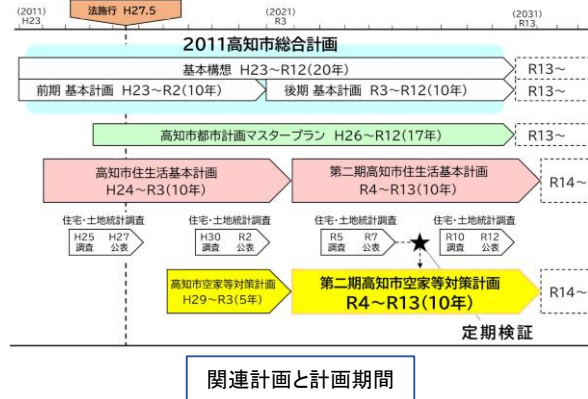 (2011)
H23
法施行 H27.5
(2021)
R3
(2031)
R13
2011高知市総合計画
基本構想 H23～R12(20年)
R13～
前期 基本計画 H23～R2(10年)
後期 基本計画 R3～R12(10年)
R13～
高知市都市計画マスタープラン H26～R12(17年)
R13～
高知市住生活基本計画
H24～R3(10年)
第二期高知市住生活基本計画
R4～R13(10年)
R14～
住宅・土地統計調査
H25 H27
調査 公表
住宅・土地統計調査
H30 R2
調査 公表
住宅・土地統計調査
R5 R7
調査 公表
★
住宅・土地統計調査
R10 R12
調査 公表
高知市空家等対策計画
H29～R3(5年)
第二期高知市空家等対策計画
R4～R13(10年)
R14～
定期検証
関連計画と計画期間